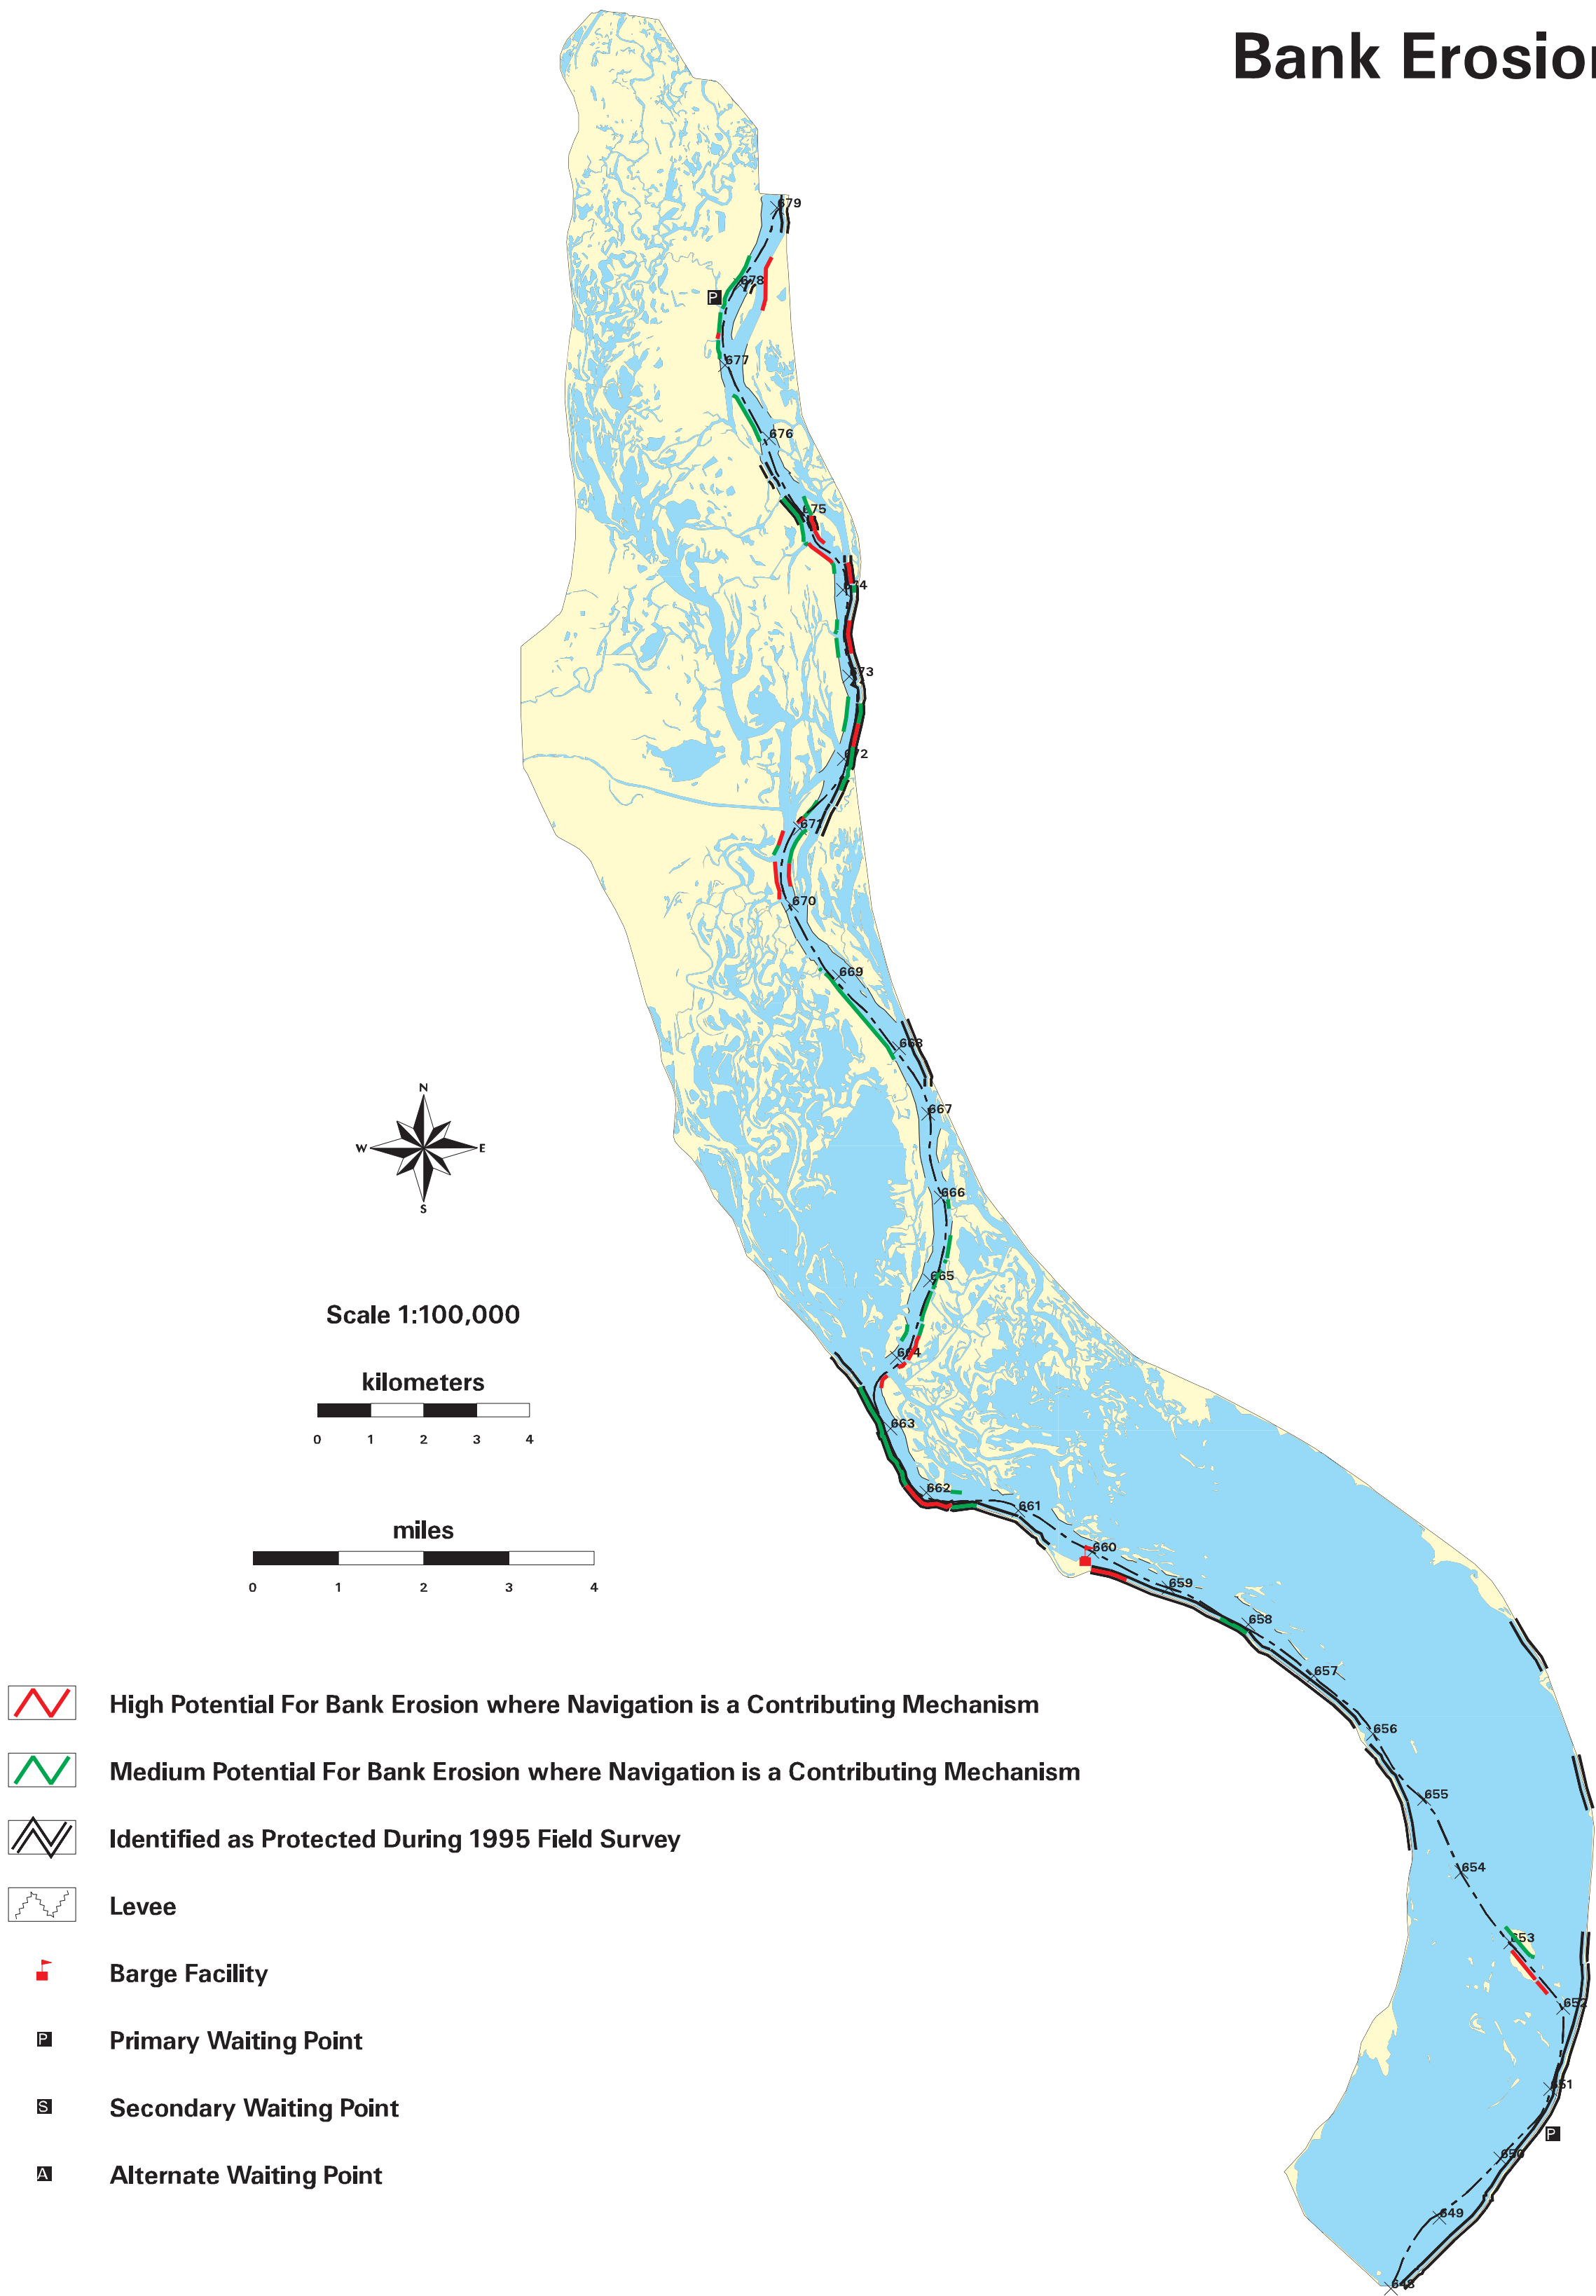 Bank Erosion
679
678
P
677
676
675
674
673
672
671
670
669
668
667
666
665
664
663
662
661
660
659
658
657
656
655
654
653
652
651
P
650
649
648
N
W E
S
Scale 1:100,000
kilometers
0 1 2 3 4
miles
0 1 2 3 4
High Potential For Bank Erosion where Navigation is a Contributing Mechanism
Medium Potential For Bank Erosion where Navigation is a Contributing Mechanism
Identified as Protected During 1995 Field Survey
Levee
Barge Facility
P Primary Waiting Point
S Secondary Waiting Point
A Alternate Waiting Point